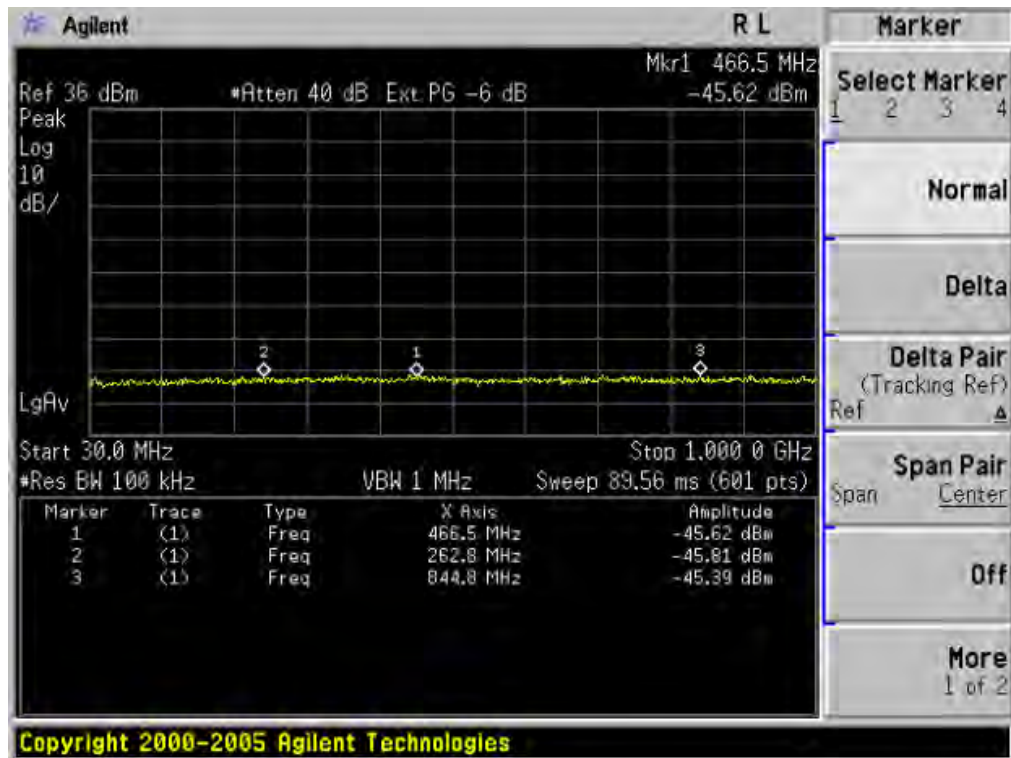 Agilent
R L
Marker
Mkr1 466.5 MHz
Ref 36 dBm #Atten 40 dB Ext PG -6 dB -45.62 dBm
Select Marker
1 2 3 4
Peak
Log
10
dB/
Normal
Delta
2 1 3
Delta Pair
(Tracking Ref)
Ref Δ
LgAv
Start 30.0 MHz Stop 1.000 0 GHz
#Res BW 100 kHz VBW 1 MHz Sweep 89.56 ms (601 pts)
Span Pair
Span Center
Marker Trace Type X Axis Amplitude
1 (1) Freq 466.5 MHz -45.62 dBm
2 (1) Freq 262.8 MHz -45.81 dBm
3 (1) Freq 844.8 MHz -45.39 dBm
Off
More
1 of 2
Copyright 2000-2005 Agilent Technologies